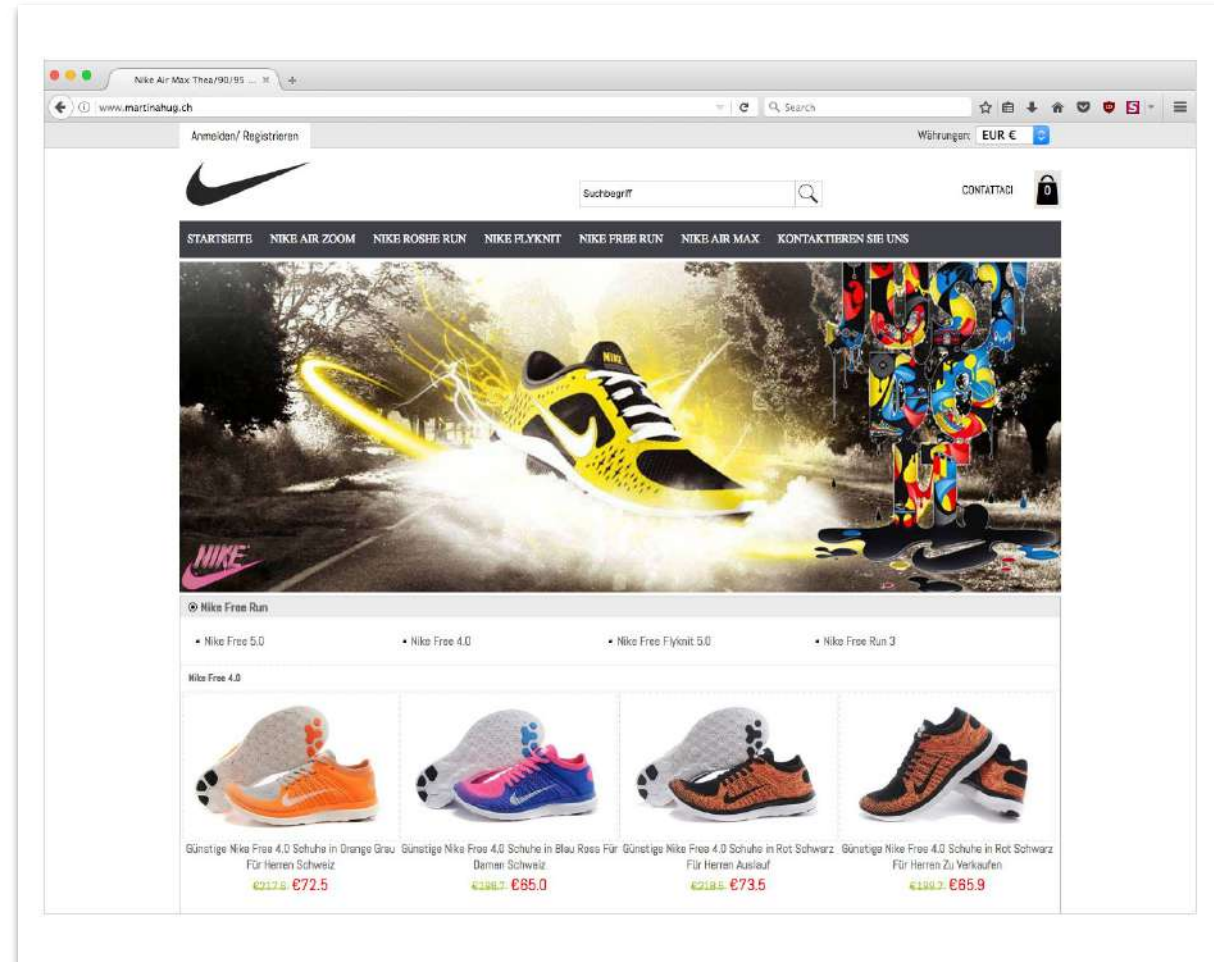 Nike Air Max Thea/90/95 ...
www.martinahug.ch
Search
Anmelden/ Registrieren
Währungen: EUR €
Suchbegriff
CONTATTACI
0
STARTSEITE NIKE AIR ZOOM NIKE ROSHE RUN NIKE FLYKNIT NIKE FREE RUN NIKE AIR MAX KONTAKTIEREN SIE UNS
NIKE
NIKE
Nike Free Run
Nike Free 5.0
Nike Free 4.0
Nike Free Flyknit 5.0
Nike Free Run 3
Nike Free 4.0
Günstige Nike Free 4.0 Schuhe in Orange Grau
Für Herren Schweiz
€217.5 €72.5
Günstige Nike Free 4.0 Schuhe in Blau Rosa Für
Damen Schweiz
€65.0
Günstige Nike Free 4.0 Schuhe in Rot Schwarz
Für Herren Auslauf
€218.5 €73.5
Günstige Nike Free 4.0 Schuhe in Rot Schwarz
Für Herren Zu Verkaufen
€65.9